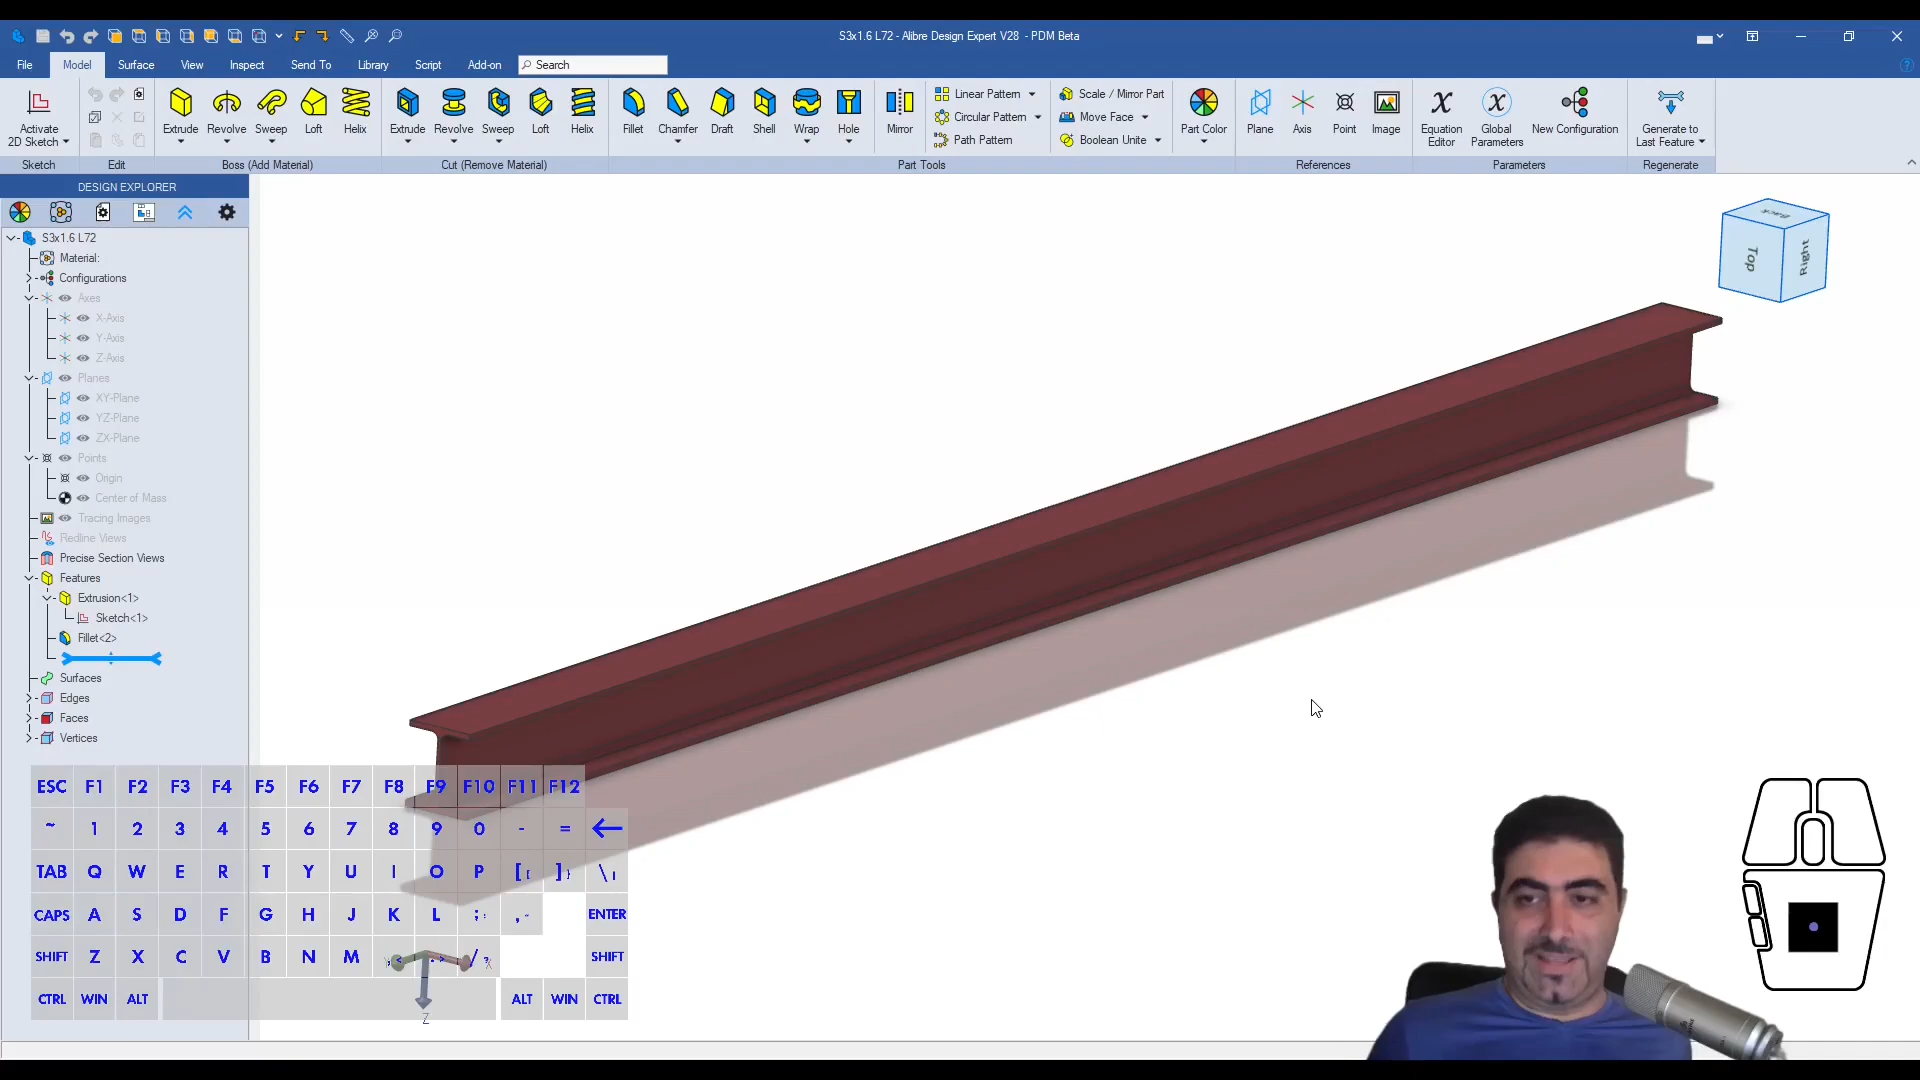 S3x1.6 L72 - Alibre Design Expert V28 - PDM Beta
File Model Surface View Inspect Send To Library Script Add-on Search
Activate 2D Sketch
Extrude Revolve Sweep Loft Helix
Extrude Revolve Sweep Loft Helix
Fillet Chamfer Draft Shell Wrap Hole Mirror
Linear Pattern
Circular Pattern
Path Pattern
Scale / Mirror Part
Move Face
Boolean Unite
Part Color
Plane Axis Point Image
Equation Editor
Global Parameters
New Configuration
Generate to Last Feature
Sketch Edit Boss (Add Material) Cut (Remove Material) Part Tools References Parameters Regenerate
DESIGN EXPLORER
S3x1.6 L72
Material:
Configurations
Axes
X-Axis
Y-Axis
Z-Axis
Planes
XY-Plane
YZ-Plane
ZX-Plane
Points
Origin
Center of Mass
Tracing Images
Redline Views
Precise Section Views
Features
Extrusion<1>
Sketch<1>
Fillet<2>
Surfaces
Edges
Faces
Vertices
Back
Top
Right
ESC F1 F2 F3 F4 F5 F6 F7 F8 F9 F10 F11 F12
~ 1 2 3 4 5 6 7 8 9 0 - =
TAB Q W E R T Y U I O P [ ] \
CAPS A S D F G H J K L ; ENTER
SHIFT Z X C V B N M , . / SHIFT
CTRL WIN ALT ALT WIN CTRL
Z